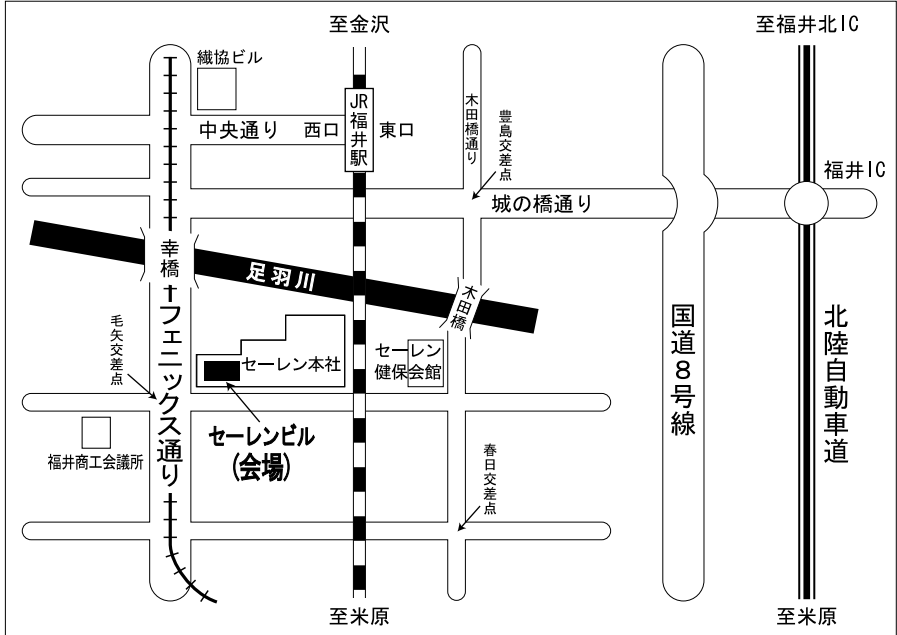 至金沢
至福井北IC
繊協ビル
JR福井駅
木田橋通り
豊島交差点
中央通り
西口
東口
福井IC
城の橋通り
幸橋
足羽川
木田橋
毛矢交差点
フェニックス通り
国道8号線
北陸自動車道
セーレン本社
セーレン
健保会館
セーレンビル
(会場)
福井商工会議所
春日交差点
至米原
至米原